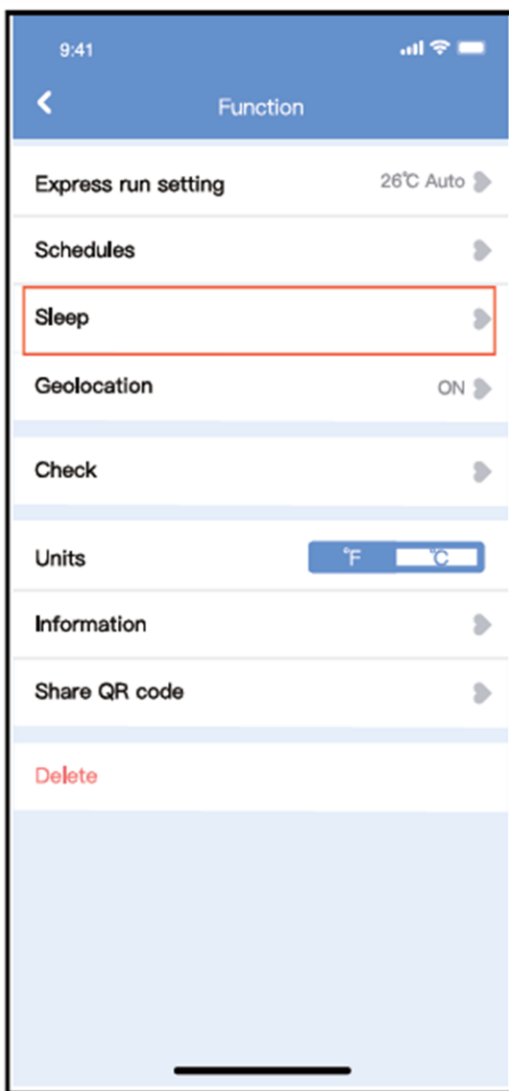 9:41
Function
Express run setting 26°C Auto
Schedules
Sleep
Geolocation ON
Check
Units °F °C
Information
Share QR code
Delete